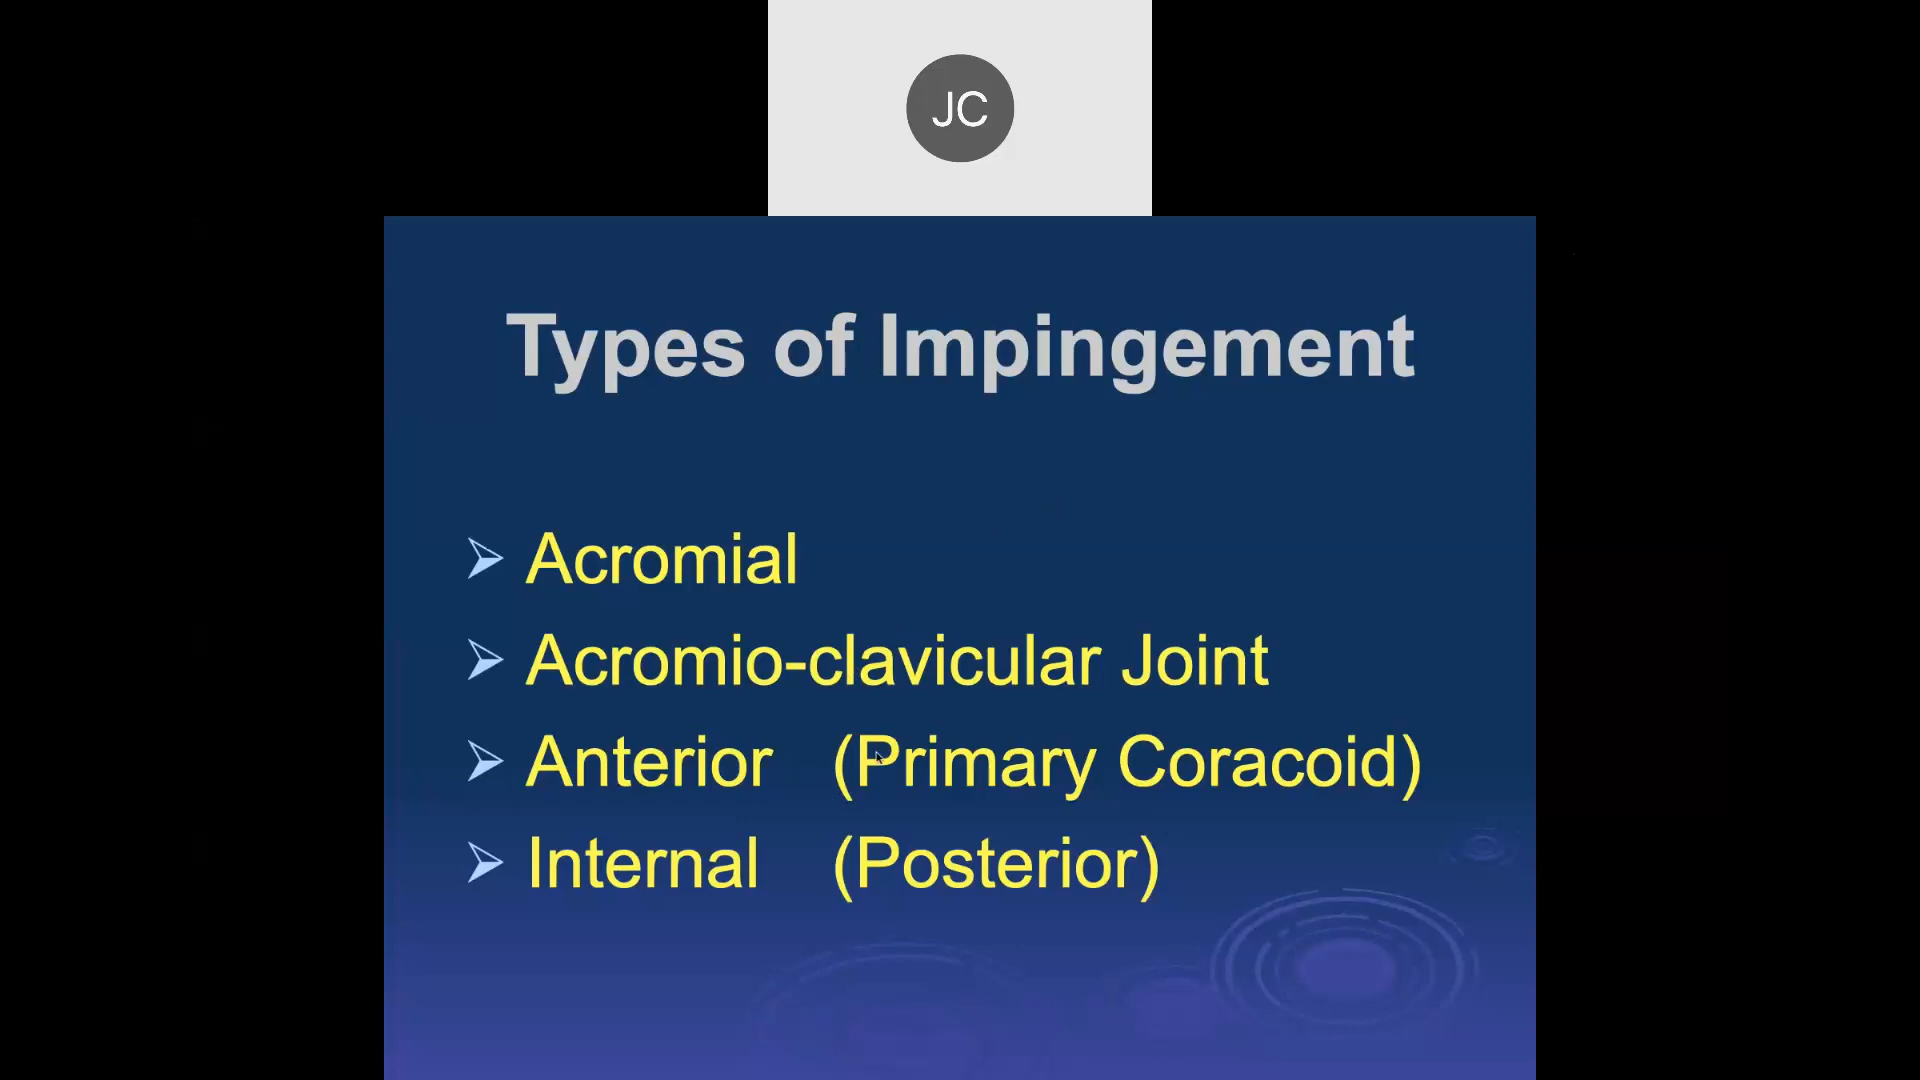 JC
Types of Impingement
Acromial
Acromio-clavicular Joint
Anterior (Primary Coracoid)
Internal (Posterior)